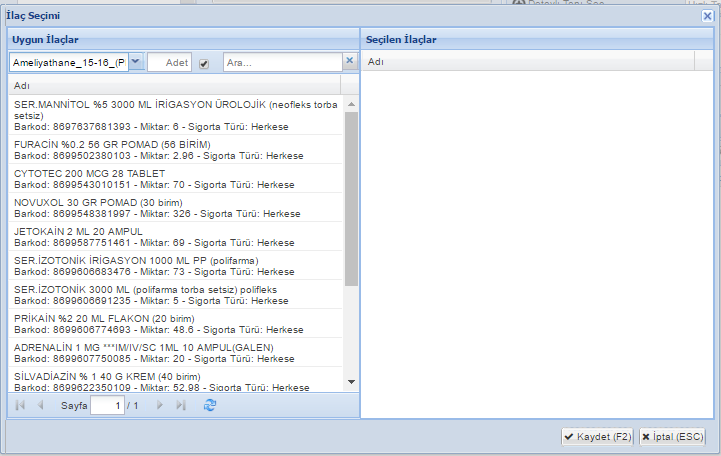 Detaylı
İlaç Seçimi
Uygun İlaçlar
Seçilen İlaçlar
Ameliyathane_15-16_(P
Adet
Ara...
Adı
Adı
SER.MANNİTOL %5 3000 ML İRİGASYON ÜROLOJİK (neofleks torba
setsiz)
Barkod: 8697637681393 - Miktar: 6 - Sigorta Türü: Herkese
FURACİN %0.2 56 GR POMAD (56 BİRİM)
Barkod: 8699502380103 - Miktar: 2.96 - Sigorta Türü: Herkese
CYTOTEC 200 MCG 28 TABLET
Barkod: 8699543010151 - Miktar: 70 - Sigorta Türü: Herkese
NOVUXOL 30 GR POMAD (30 birim)
Barkod: 8699548381997 - Miktar: 326 - Sigorta Türü: Herkese
JETOKAİN 2 ML 20 AMPUL
Barkod: 8699587751461 - Miktar: 69 - Sigorta Türü: Herkese
SER.İZOTONİK İRİGASYON 1000 ML PP (polifarma)
Barkod: 8699606683476 - Miktar: 73 - Sigorta Türü: Herkese
SER.İZOTONİK 3000 ML (polifarma torba setsiz) polifleks
Barkod: 8699606691235 - Miktar: 5 - Sigorta Türü: Herkese
PRİKAİN %2 20 ML FLAKON (20 birim)
Barkod: 8699606774693 - Miktar: 48.6 - Sigorta Türü: Herkese
ADRENALİN 1 MG ***IM/IV/SC 1ML 10 AMPUL(GALEN)
Barkod: 8699607750085 - Miktar: 20 - Sigorta Türü: Herkese
SİLVADİAZİN % 1 40 G KREM (40 birim)
Barkod: 8699622350109 - Miktar: 52.98 - Sigorta Türü: Herkese
Sayfa 1 / 1
Kaydet (F2)
İptal (ESC)